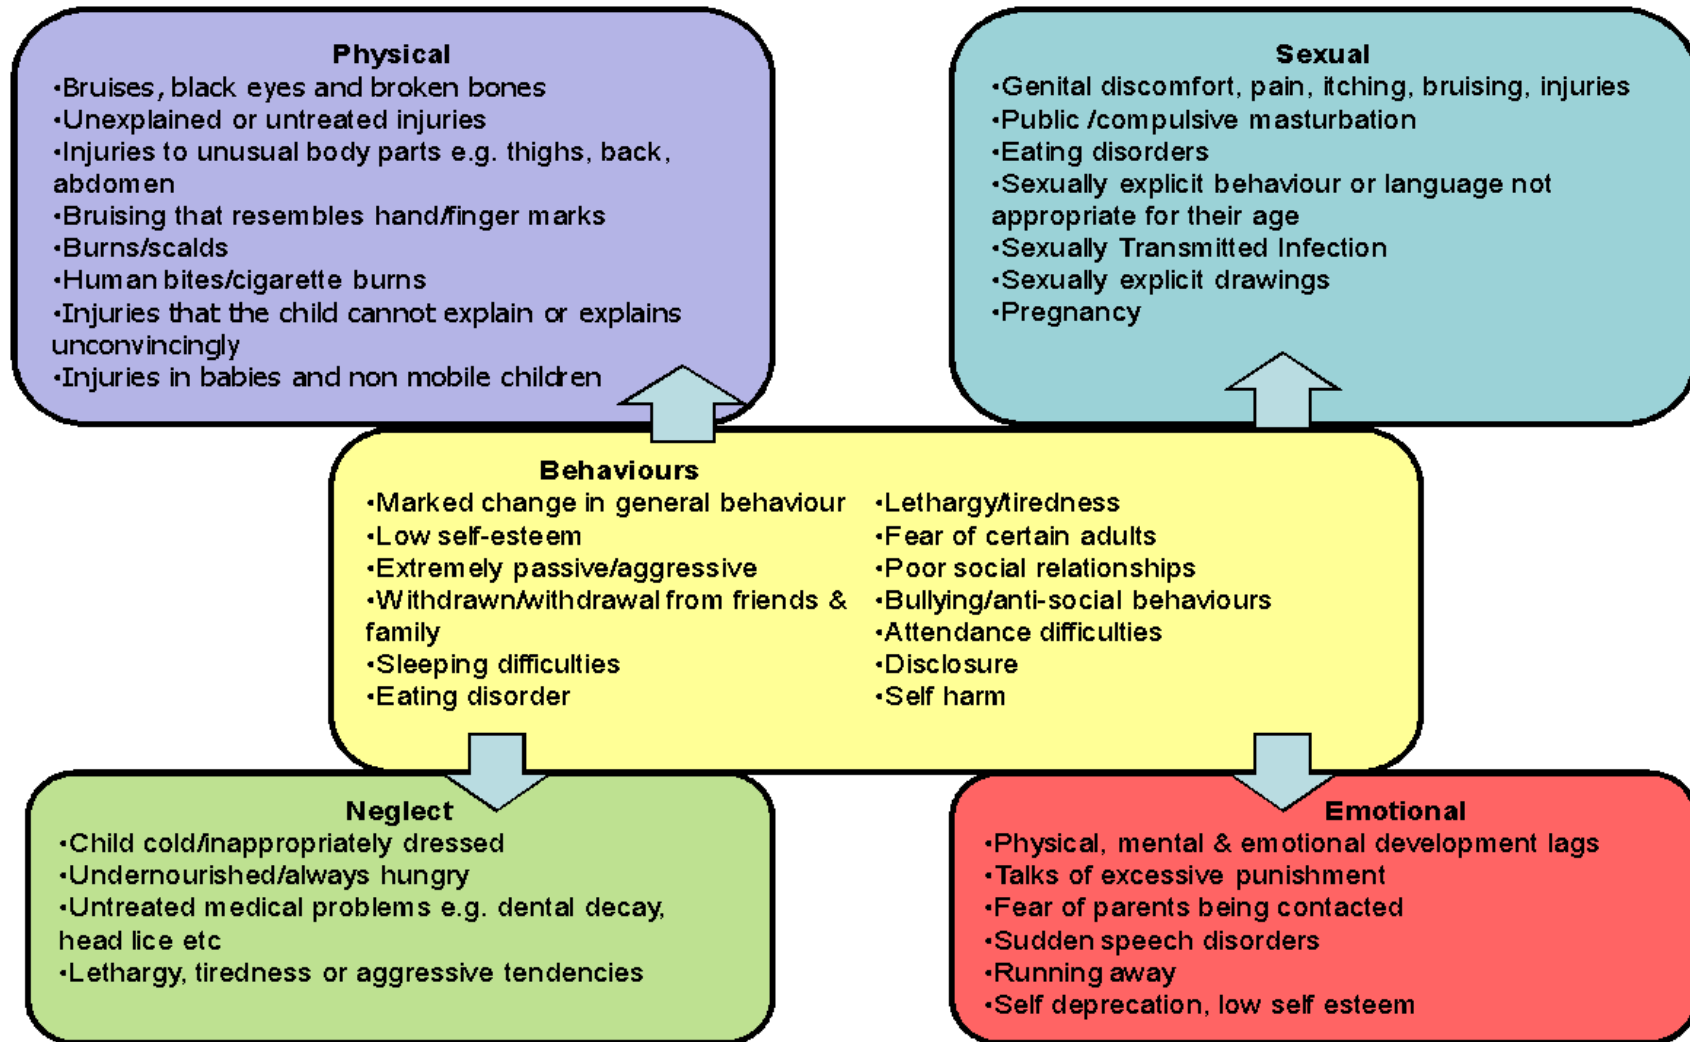 Physical
•Bruises, black eyes and broken bones
•Unexplained or untreated injuries
•Injuries to unusual body parts e.g. thighs, back,
abdomen
•Bruising that resembles hand/finger marks
•Burns/scalds
•Human bites/cigarette burns
•Injuries that the child cannot explain or explains
unconvincingly
•Injuries in babies and non mobile children
Sexual
•Genital discomfort, pain, itching, bruising, injuries
•Public /compulsive masturbation
•Eating disorders
•Sexually explicit behaviour or language not
appropriate for their age
•Sexually Transmitted Infection
•Sexually explicit drawings
•Pregnancy
Behaviours
•Marked change in general behaviour
•Low self-esteem
•Extremely passive/aggressive
•Withdrawn/withdrawal from friends &
family
•Sleeping difficulties
•Eating disorder
•Lethargy/tiredness
•Fear of certain adults
•Poor social relationships
•Bullying/anti-social behaviours
•Attendance difficulties
•Disclosure
•Self harm
Neglect
•Child cold/inappropriately dressed
•Undernourished/always hungry
•Untreated medical problems e.g. dental decay,
head lice etc
•Lethargy, tiredness or aggressive tendencies
Emotional
•Physical, mental & emotional development lags
•Talks of excessive punishment
•Fear of parents being contacted
•Sudden speech disorders
•Running away
•Self deprecation, low self esteem